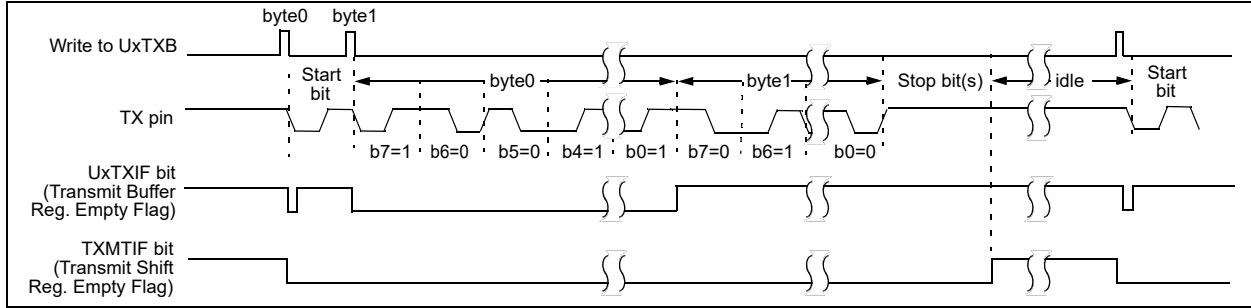 byte0 byte1
Write to UxTXB
Start
bit
byte0
byte1
Stop bit(s)
idle
Start
bit
TX pin
b7=1 b6=0 b5=0 b4=1 b0=1 b7=0 b6=1 b0=0
UxTXIF bit
(Transmit Buffer
Reg. Empty Flag)
TXMTIF bit
(Transmit Shift
Reg. Empty Flag)